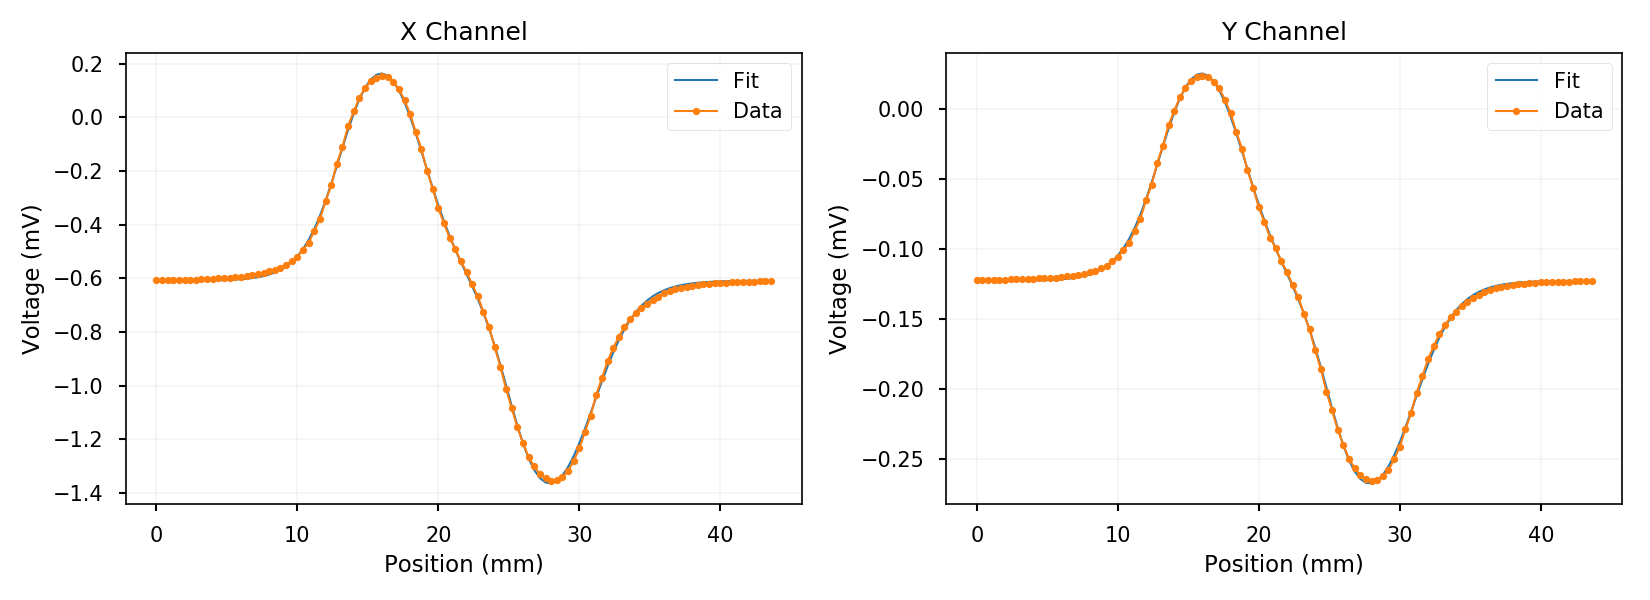 X Channel
Voltage (mV)
0.2
0.0
−0.2
−0.4
−0.6
−0.8
−1.0
−1.2
−1.4
Fit
Data
0 10 20 30 40
Position (mm)
Y Channel
Voltage (mV)
0.00
−0.05
−0.10
−0.15
−0.20
−0.25
Fit
Data
0 10 20 30 40
Position (mm)